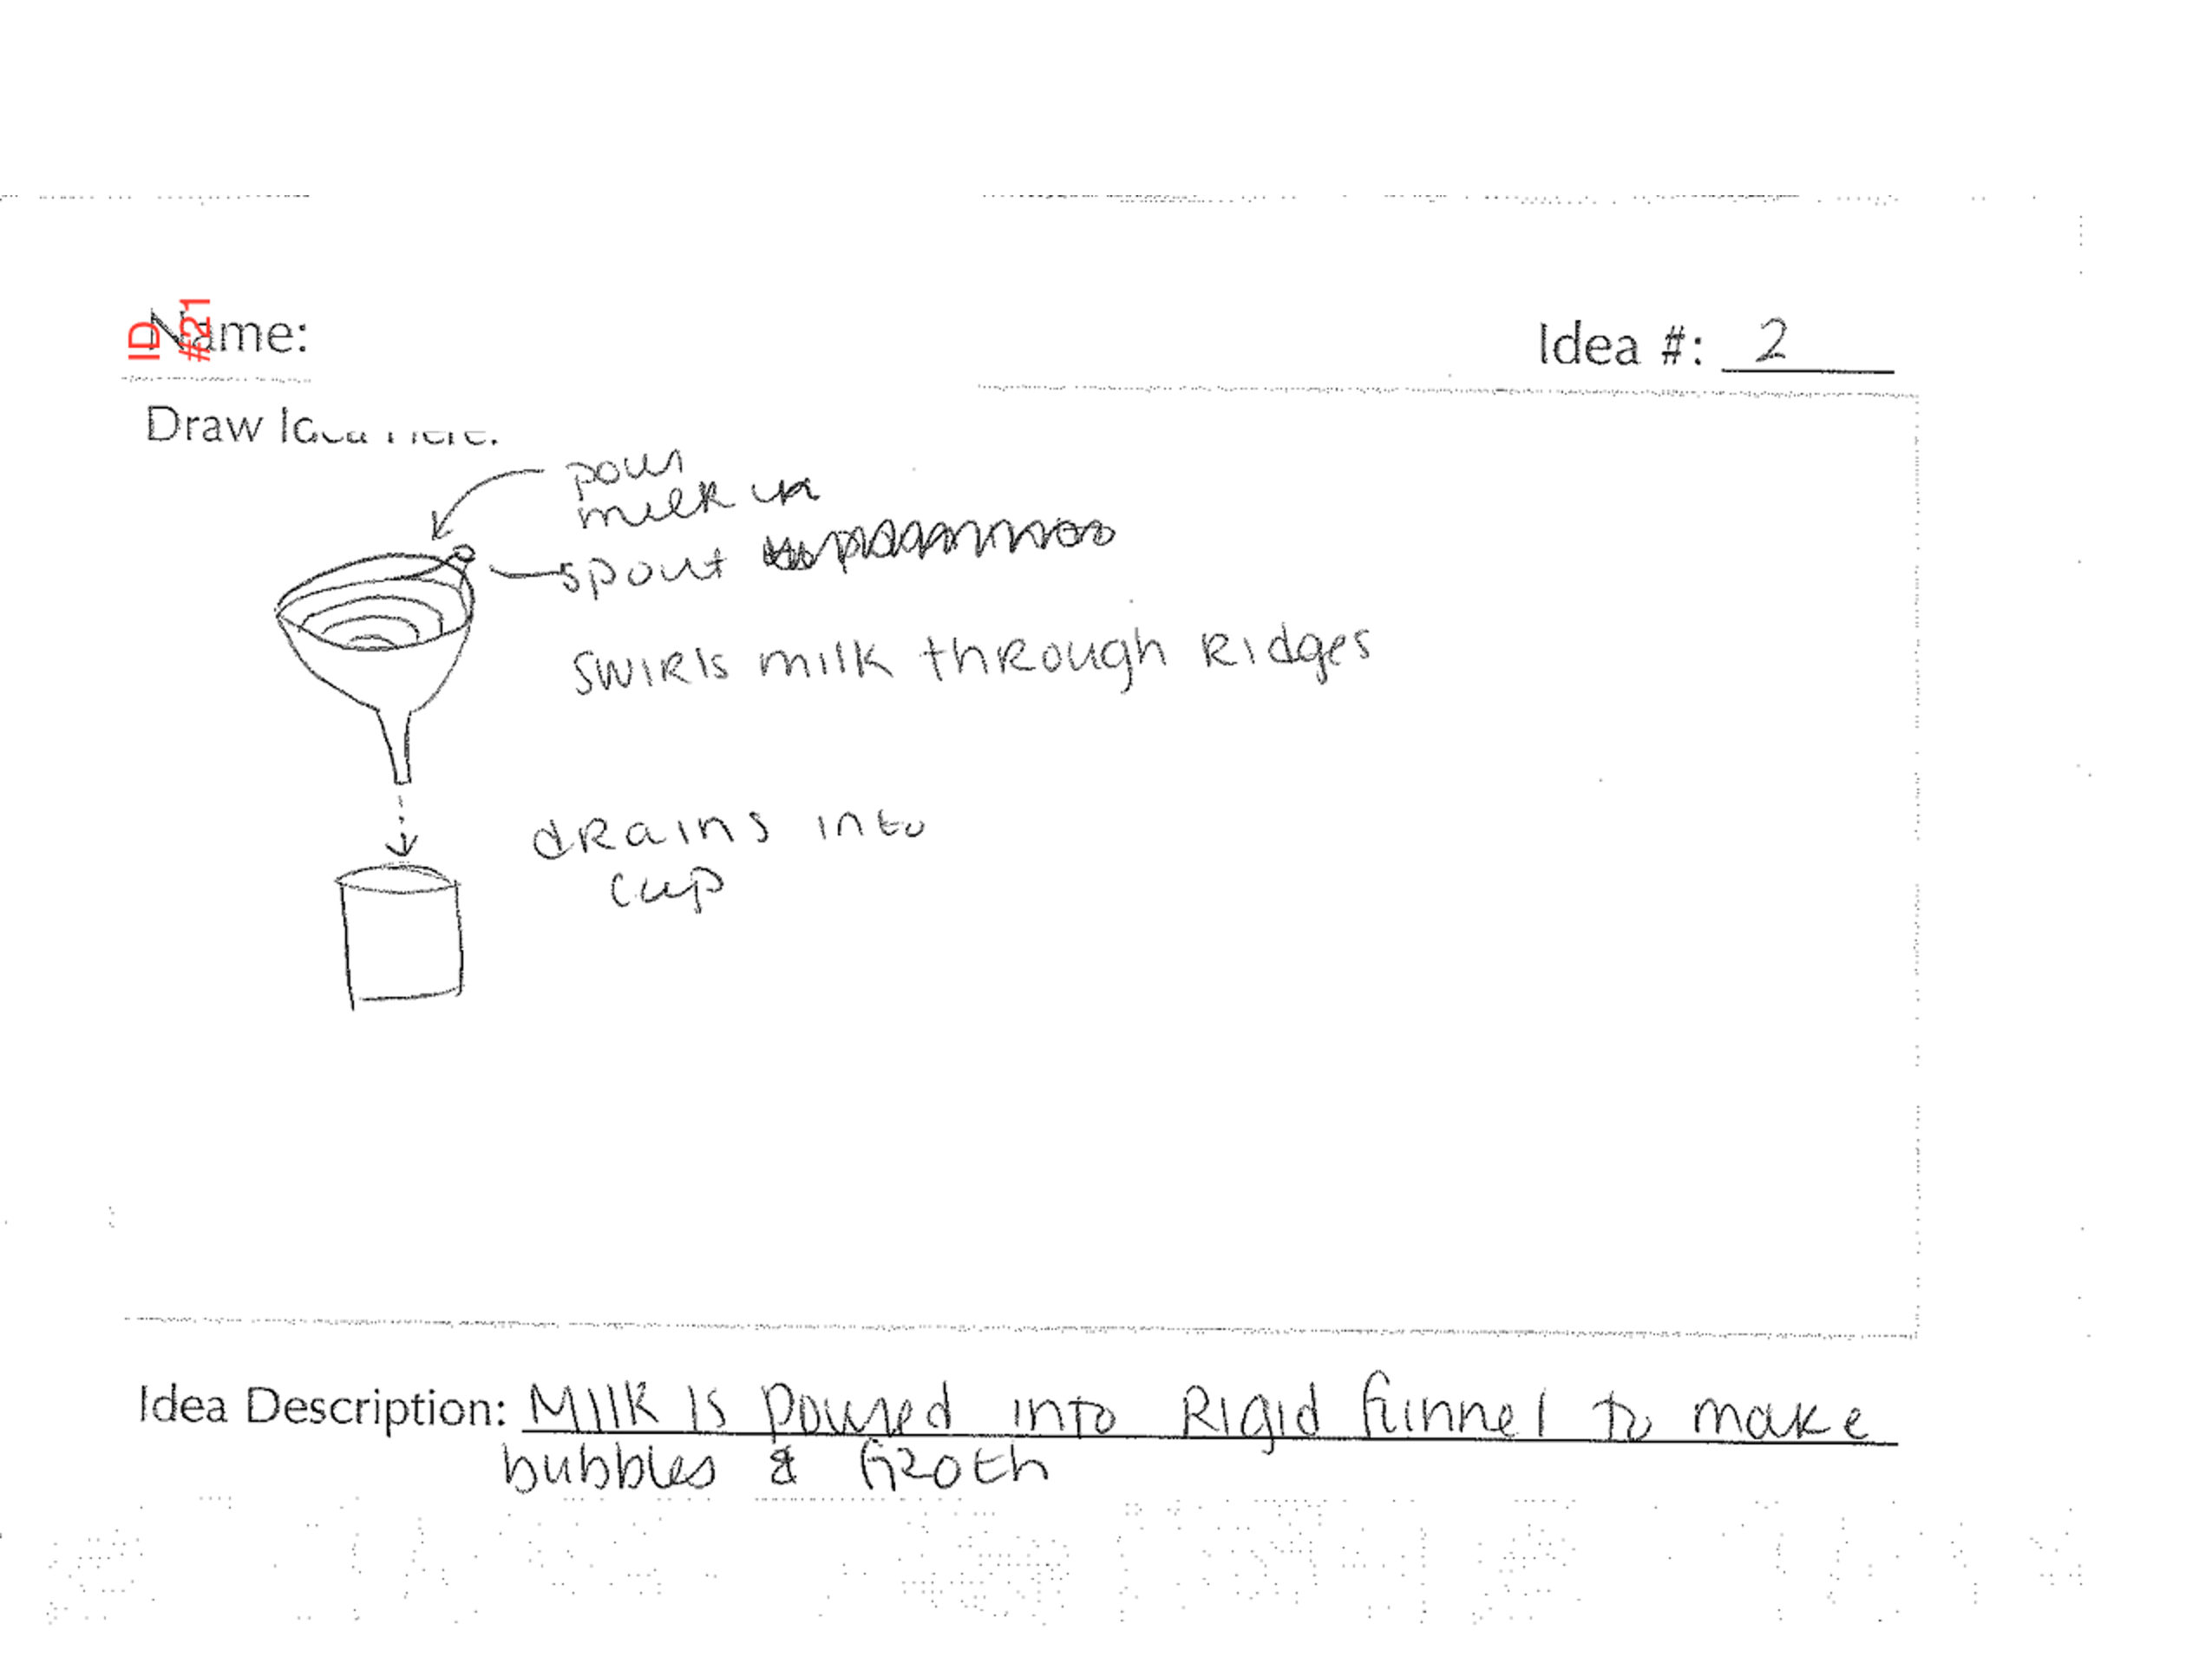 ID
#21
Name:
Idea #: 2
Draw Idea Here:
pour
milk in
spout
swirls milk through ridges
drains into
cup
Idea Description: Milk is poured into Rigid funnel to make
bubbles & froth